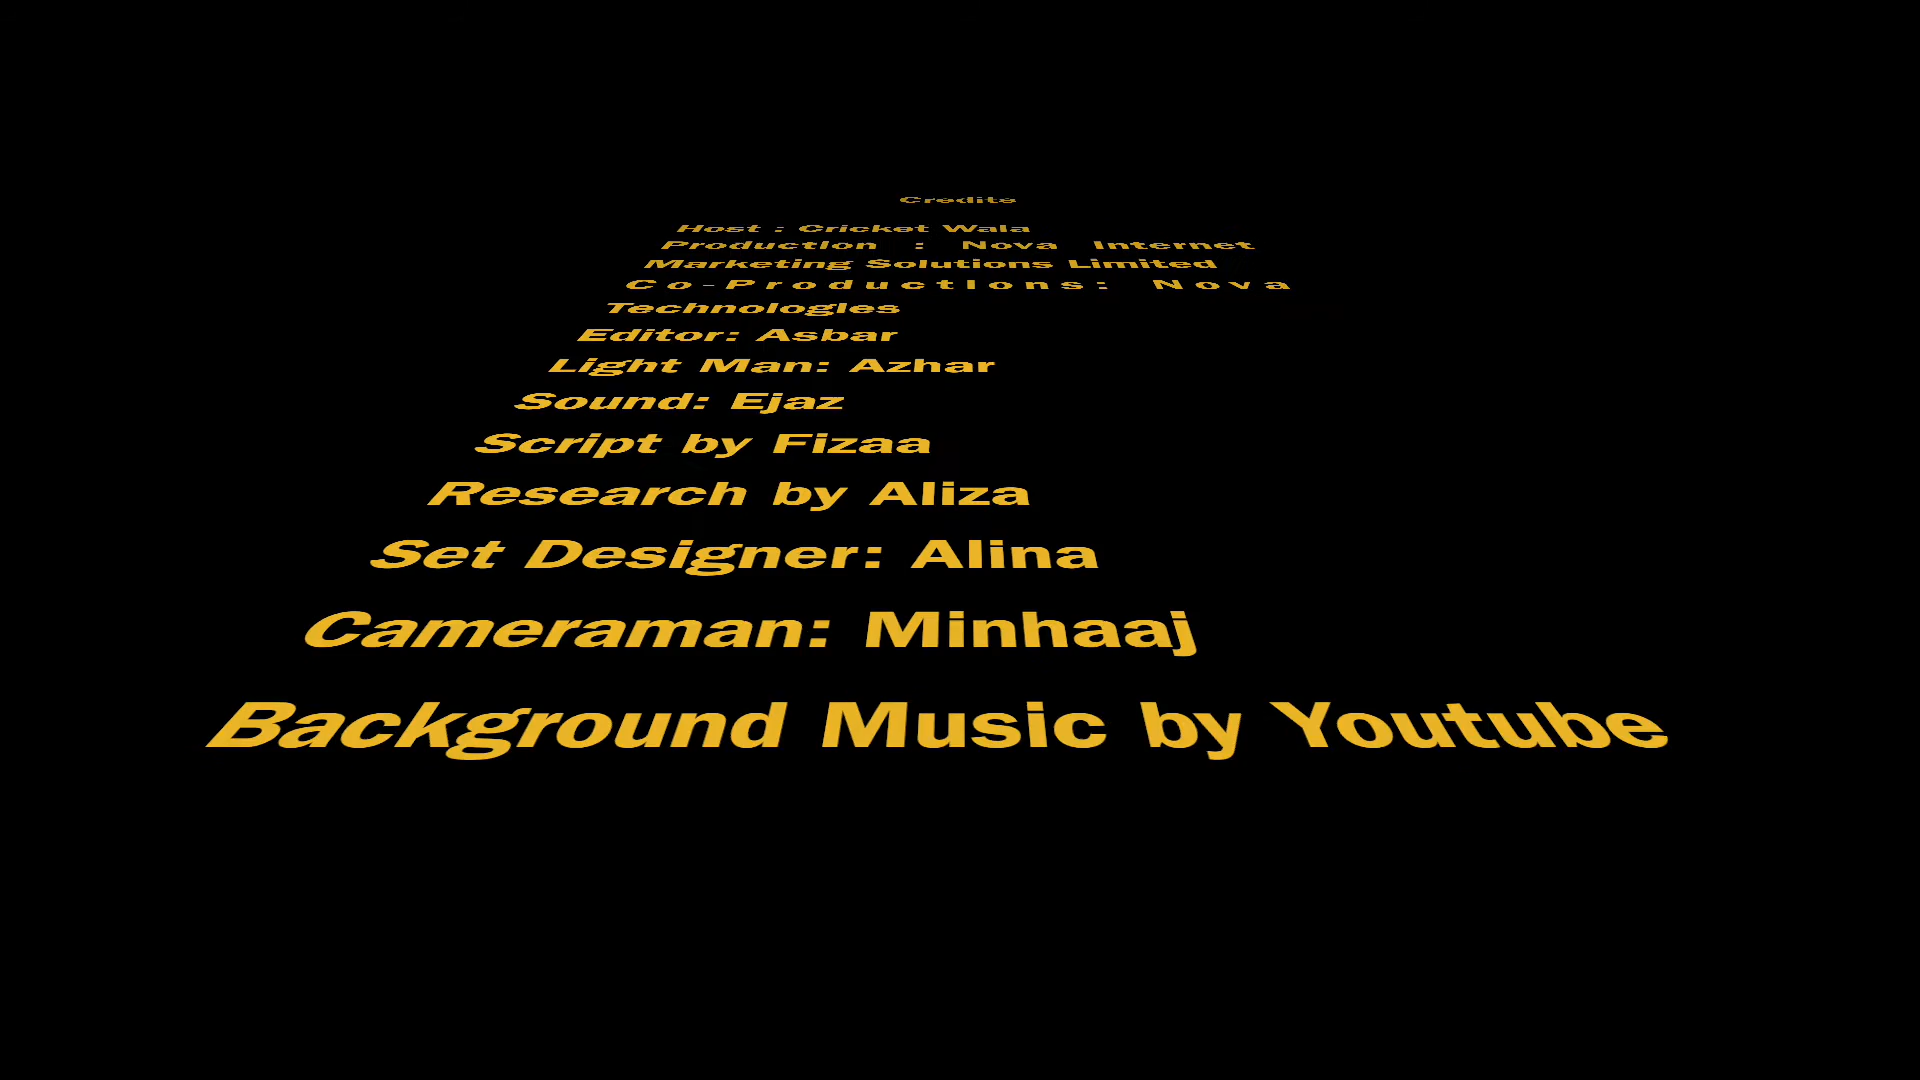 Credits
Host : Cricket Wala
Production : Nova Internet
Marketing Solutions Limited
Co-Productions: Nova
Technologies
Editor: Asbar
Light Man: Azhar
Sound: Ejaz
Script by Fizaa
Research by Aliza
Set Designer: Alina
Cameraman: Minhaaj
Background Music by Youtube